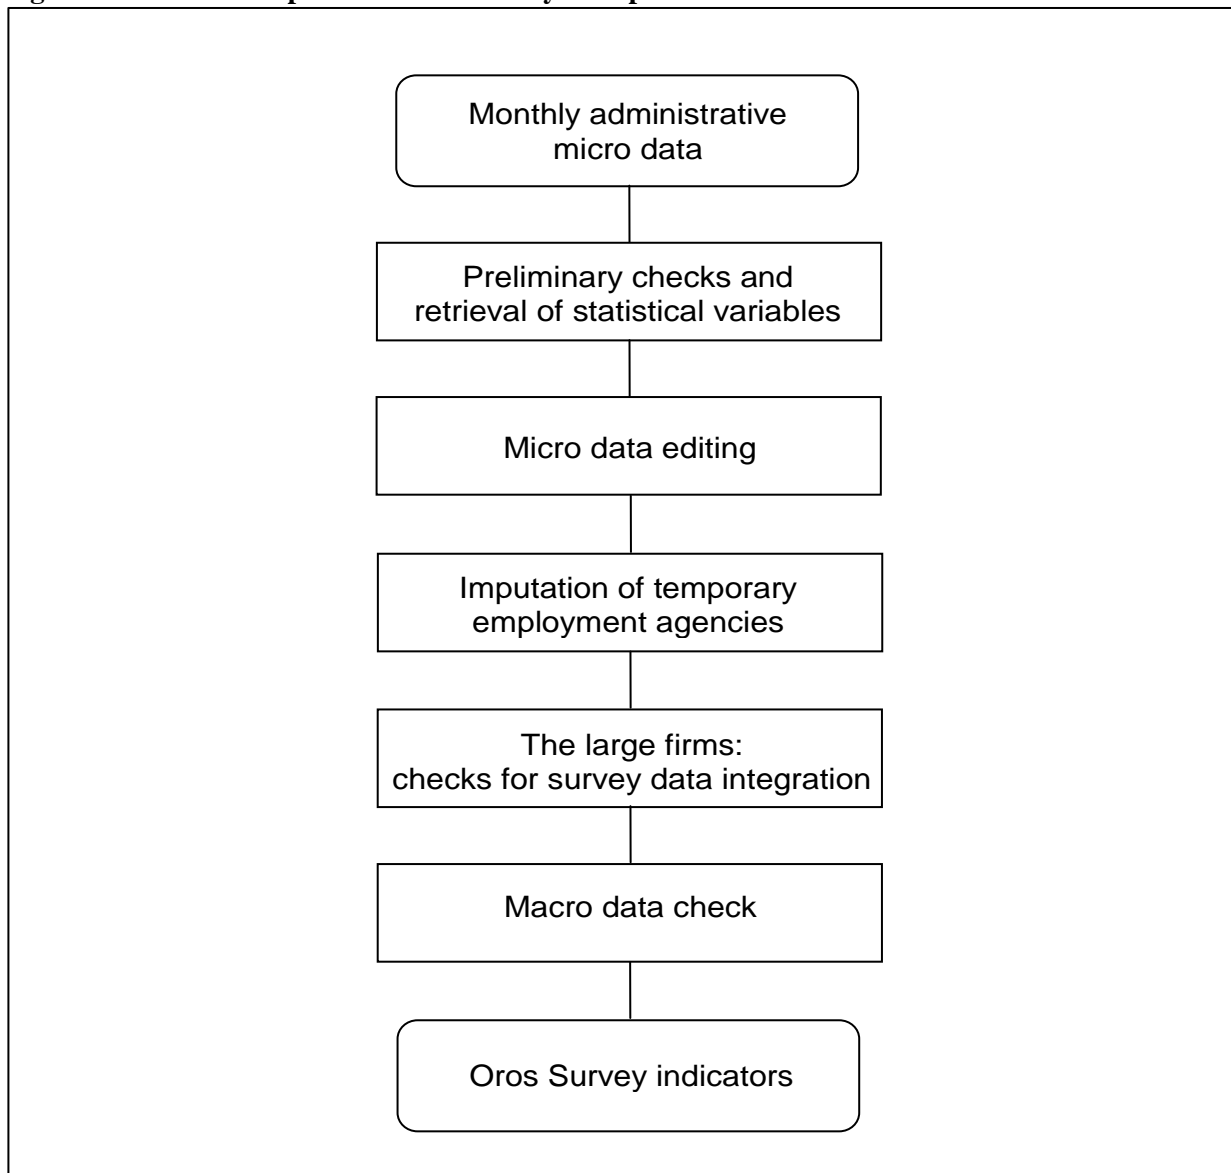 Monthly administrative
micro data
Preliminary checks and
retrieval of statistical variables
Micro data editing
Imputation of temporary
employment agencies
The large firms:
checks for survey data integration
Macro data check
Oros Survey indicators